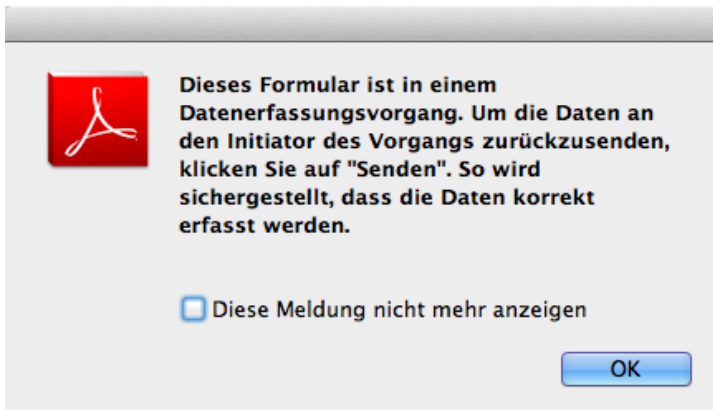 Dieses Formular ist in einem
Datenerfassungsvorgang. Um die Daten an
den Initiator des Vorgangs zurückzusenden,
klicken Sie auf "Senden". So wird
sichergestellt, dass die Daten korrekt
erfasst werden.
Diese Meldung nicht mehr anzeigen
OK